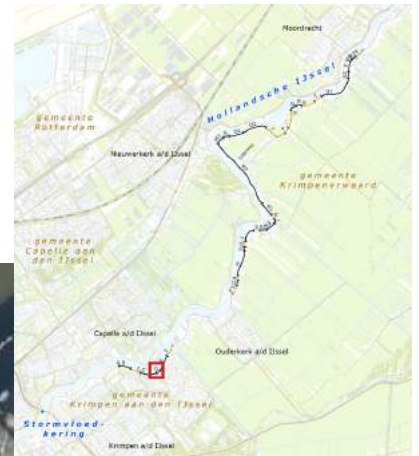 Moordrecht
Hollandsche IJssel
gemeente
Rotterdam
Nieuwerkerk a/d IJssel
gemeente
Krimpenerwaard
gemeente
Capelle aan
den IJssel
Capelle a/d IJssel
Ouderkerk a/d IJssel
gemeente
Krimpen aan den IJssel
Stormvloed-
kering
Krimpen a/d IJssel